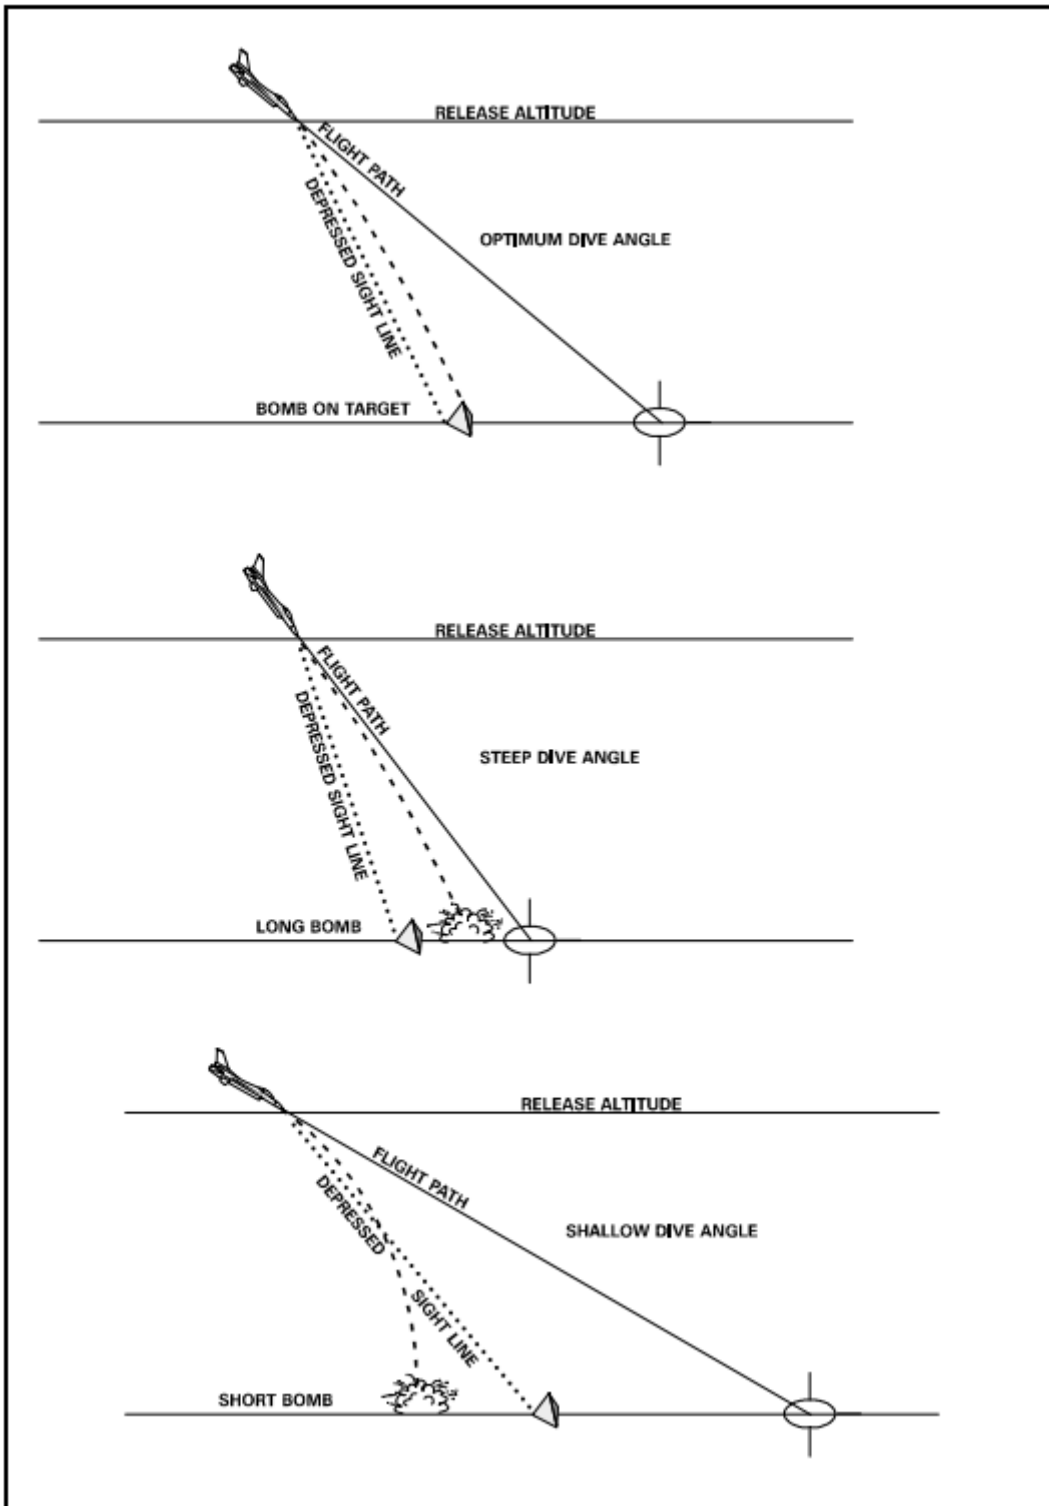 RELEASE ALTITUDE
FLIGHT PATH
DEPRESSED SIGHT LINE
OPTIMUM DIVE ANGLE
BOMB ON TARGET
RELEASE ALTITUDE
FLIGHT PATH
DEPRESSED SIGHT LINE
STEEP DIVE ANGLE
LONG BOMB
RELEASE ALTITUDE
FLIGHT PATH
DEPRESSED
SHALLOW DIVE ANGLE
SIGHT LINE
SHORT BOMB